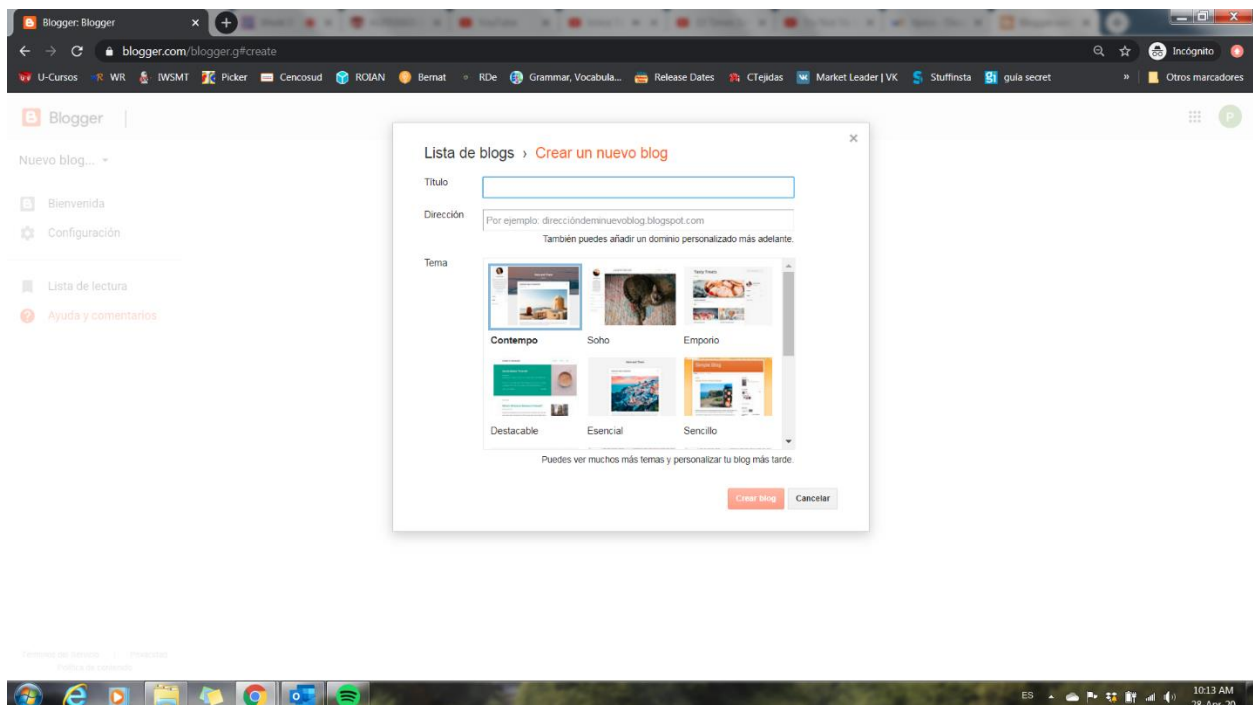 Blogger: Blogger
blogger.com/blogger.g#create
Incógnito
U-Cursos WR IWSMT Picker Cencosud ROIAN Bernat RDe Grammar, Vocabula... Release Dates CTejidas Market Leader | VK Stuffinsta guía secret » Otros marcadores
Blogger
P
Nuevo blog...
Bienvenida
Configuración
Lista de lectura
Ayuda y comentarios
Lista de blogs › Crear un nuevo blog
Título
Dirección
Por ejemplo: direccióndeminuevoblog.blogspot.com
También puedes añadir un dominio personalizado más adelante.
Tema
Contempo Soho Emporio
Simple Blog
Destacable Esencial Sencillo
Puedes ver muchos más temas y personalizar tu blog más tarde.
Crear blog Cancelar
ES
10:13 AM
28-Apr-20